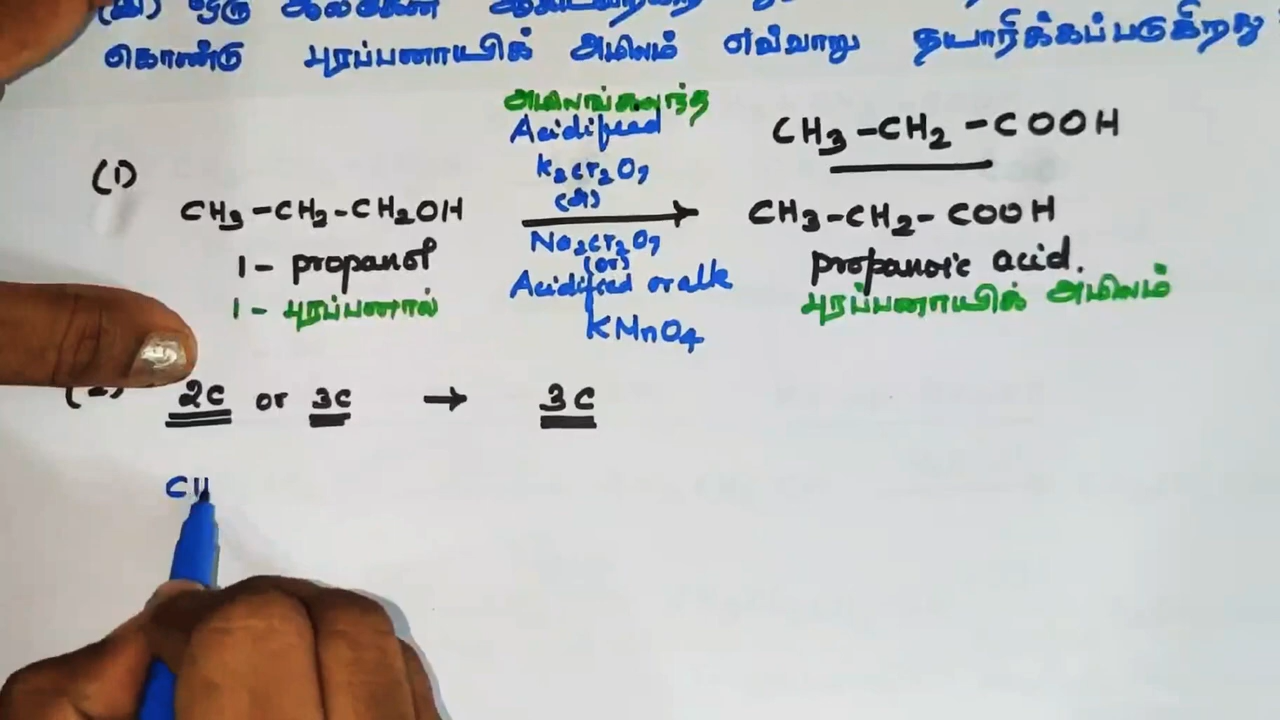 கொண்டு புரப்பனாயிக் அமிலம் எவ்வாறு தயாரிக்கப்படுகிறது
அமிலங்கலந்த
Acidified
K₂Cr₂O₇
(or)
CH₃-CH₂-COOH
(1) CH₃-CH₂-CH₂OH
Na₂Cr₂O₇
(or)
Acidified or alk
KMnO₄
CH₃-CH₂-COOH
1-propanol
propanoic acid.
1-புரப்பனால்
புரப்பனாயிக் அமிலம்
2C or 3C → 3C
CH